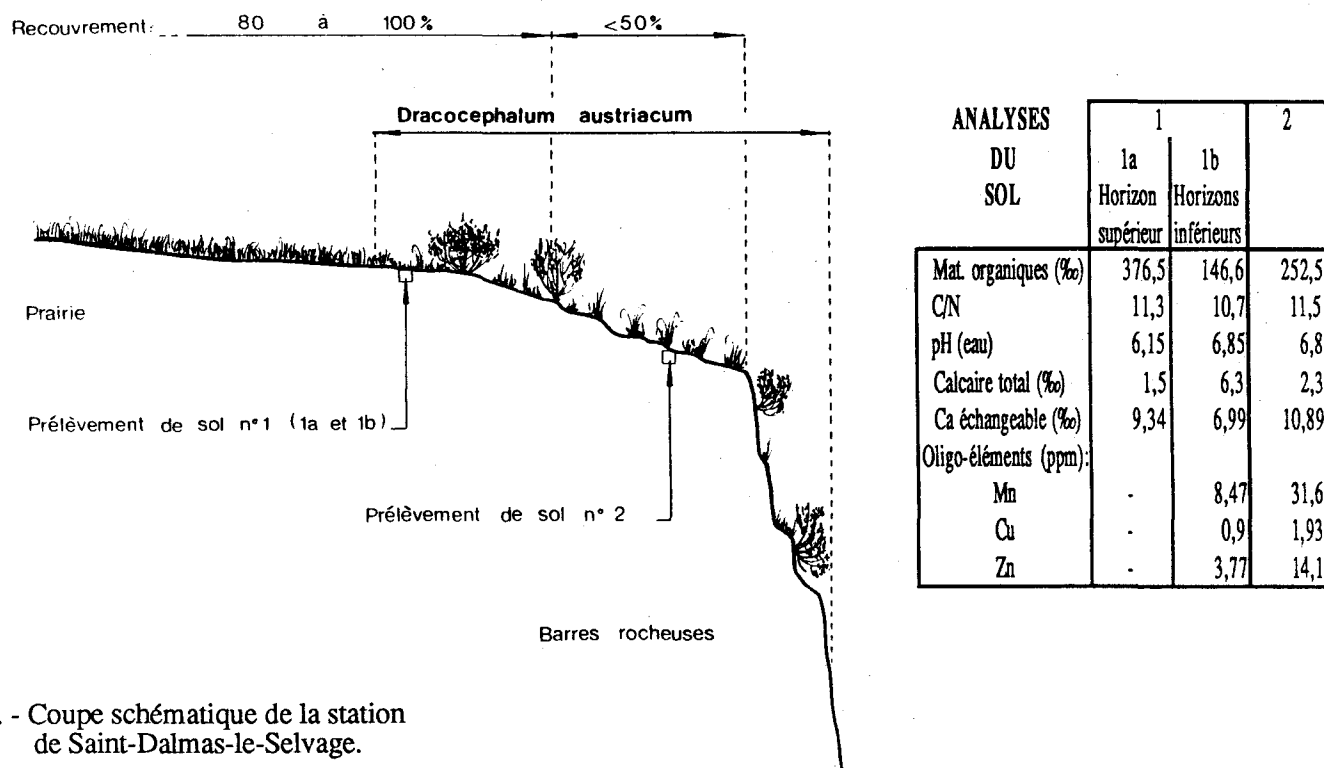 Recouvrement: 80 à 100% <50%
Dracocephalum austriacum
Prairie
Prélèvement de sol n°1 (1a et 1b)
Prélèvement de sol n° 2
Barres rocheuses
. - Coupe schématique de la station
de Saint-Dalmas-le-Selvage.
ANALYSES 1 2
DU 1a 1b
SOL Horizon Horizons
supérieur inférieurs
Mat. organiques (‰) 376,5 146,6 252,5
C/N 11,3 10,7 11,5
pH (eau) 6,15 6,85 6,8
Calcaire total (‰) 1,5 6,3 2,3
Ca échangeable (‰) 9,34 6,99 10,89
Oligo-éléments (ppm):
Mn - 8,47 31,6
Cu - 0,9 1,93
Zn - 3,77 14,1